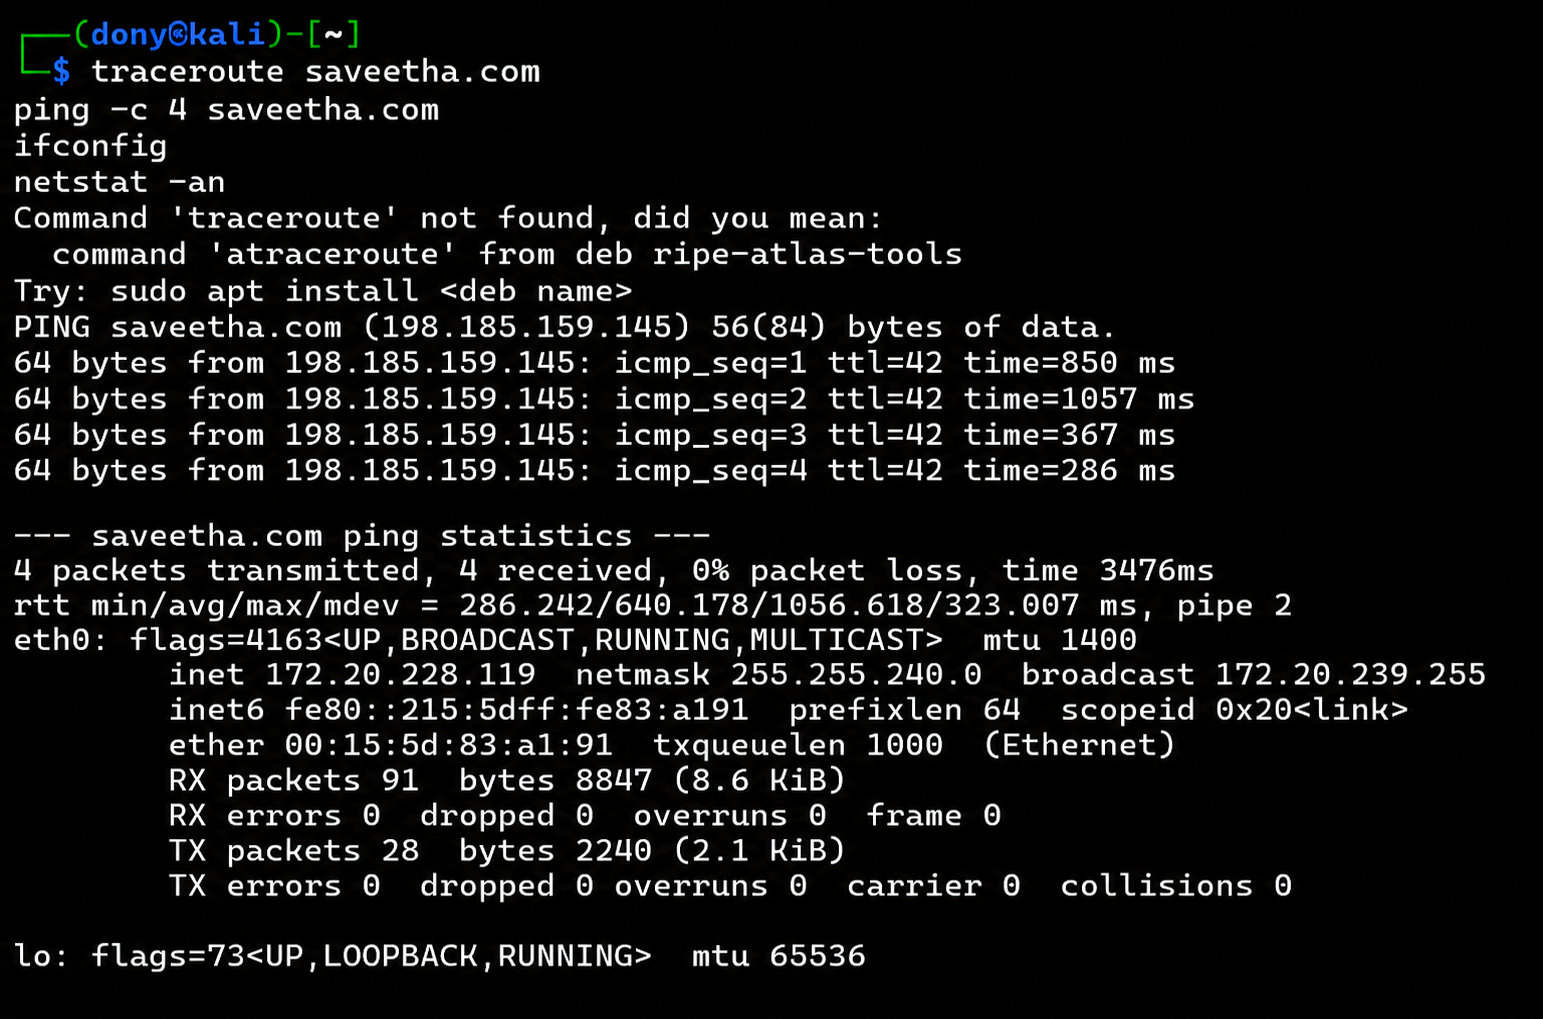 ┌──(dony㉿kali)-[~]
└─$ traceroute saveetha.com
ping -c 4 saveetha.com
ifconfig
netstat -an
Command 'traceroute' not found, did you mean:
  command 'atraceroute' from deb ripe-atlas-tools
Try: sudo apt install <deb name>
PING saveetha.com (198.185.159.145) 56(84) bytes of data.
64 bytes from 198.185.159.145: icmp_seq=1 ttl=42 time=850 ms
64 bytes from 198.185.159.145: icmp_seq=2 ttl=42 time=1057 ms
64 bytes from 198.185.159.145: icmp_seq=3 ttl=42 time=367 ms
64 bytes from 198.185.159.145: icmp_seq=4 ttl=42 time=286 ms

--- saveetha.com ping statistics ---
4 packets transmitted, 4 received, 0% packet loss, time 3476ms
rtt min/avg/max/mdev = 286.242/640.178/1056.618/323.007 ms, pipe 2
eth0: flags=4163<UP,BROADCAST,RUNNING,MULTICAST>  mtu 1400
        inet 172.20.228.119  netmask 255.255.240.0  broadcast 172.20.239.255
        inet6 fe80::215:5dff:fe83:a191  prefixlen 64  scopeid 0x20<link>
        ether 00:15:5d:83:a1:91  txqueuelen 1000  (Ethernet)
        RX packets 91  bytes 8847 (8.6 KiB)
        RX errors 0  dropped 0  overruns 0  frame 0
        TX packets 28  bytes 2240 (2.1 KiB)
        TX errors 0  dropped 0 overruns 0  carrier 0  collisions 0

lo: flags=73<UP,LOOPBACK,RUNNING>  mtu 65536